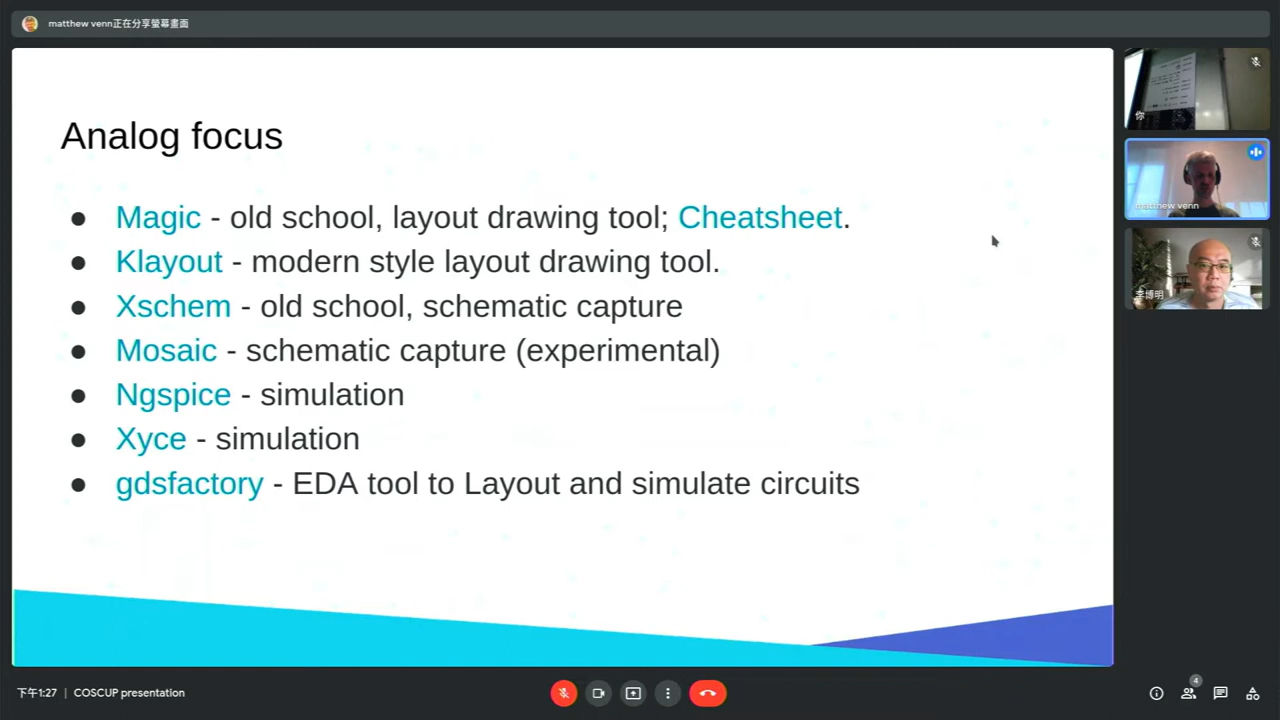 matthew venn正在分享螢幕畫面
Analog focus
● Magic - old school, layout drawing tool; Cheatsheet.
● Klayout - modern style layout drawing tool.
● Xschem - old school, schematic capture
● Mosaic - schematic capture (experimental)
● Ngspice - simulation
● Xyce - simulation
● gdsfactory - EDA tool to Layout and simulate circuits
你
matthew venn
李博明
下午1:27 | COSCUP presentation
4